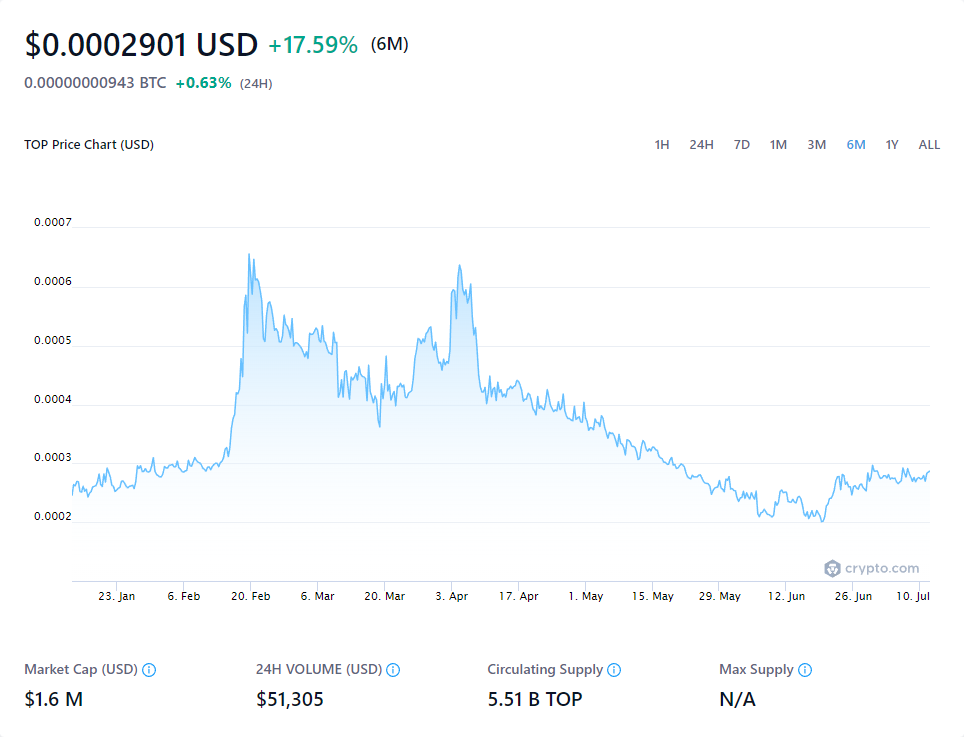 $0.0002901 USD +17.59% (6M)
0.00000000943 BTC +0.63% (24H)
TOP Price Chart (USD) 1H 24H 7D 1M 3M 6M 1Y ALL
0.0007
0.0006
0.0005
0.0004
0.0003
0.0002
crypto.com
23. Jan 6. Feb 20. Feb 6. Mar 20. Mar 3. Apr 17. Apr 1. May 15. May 29. May 12. Jun 26. Jun 10. Jul
Market Cap (USD) 24H VOLUME (USD) Circulating Supply Max Supply
$1.6 M $51,305 5.51 B TOP N/A